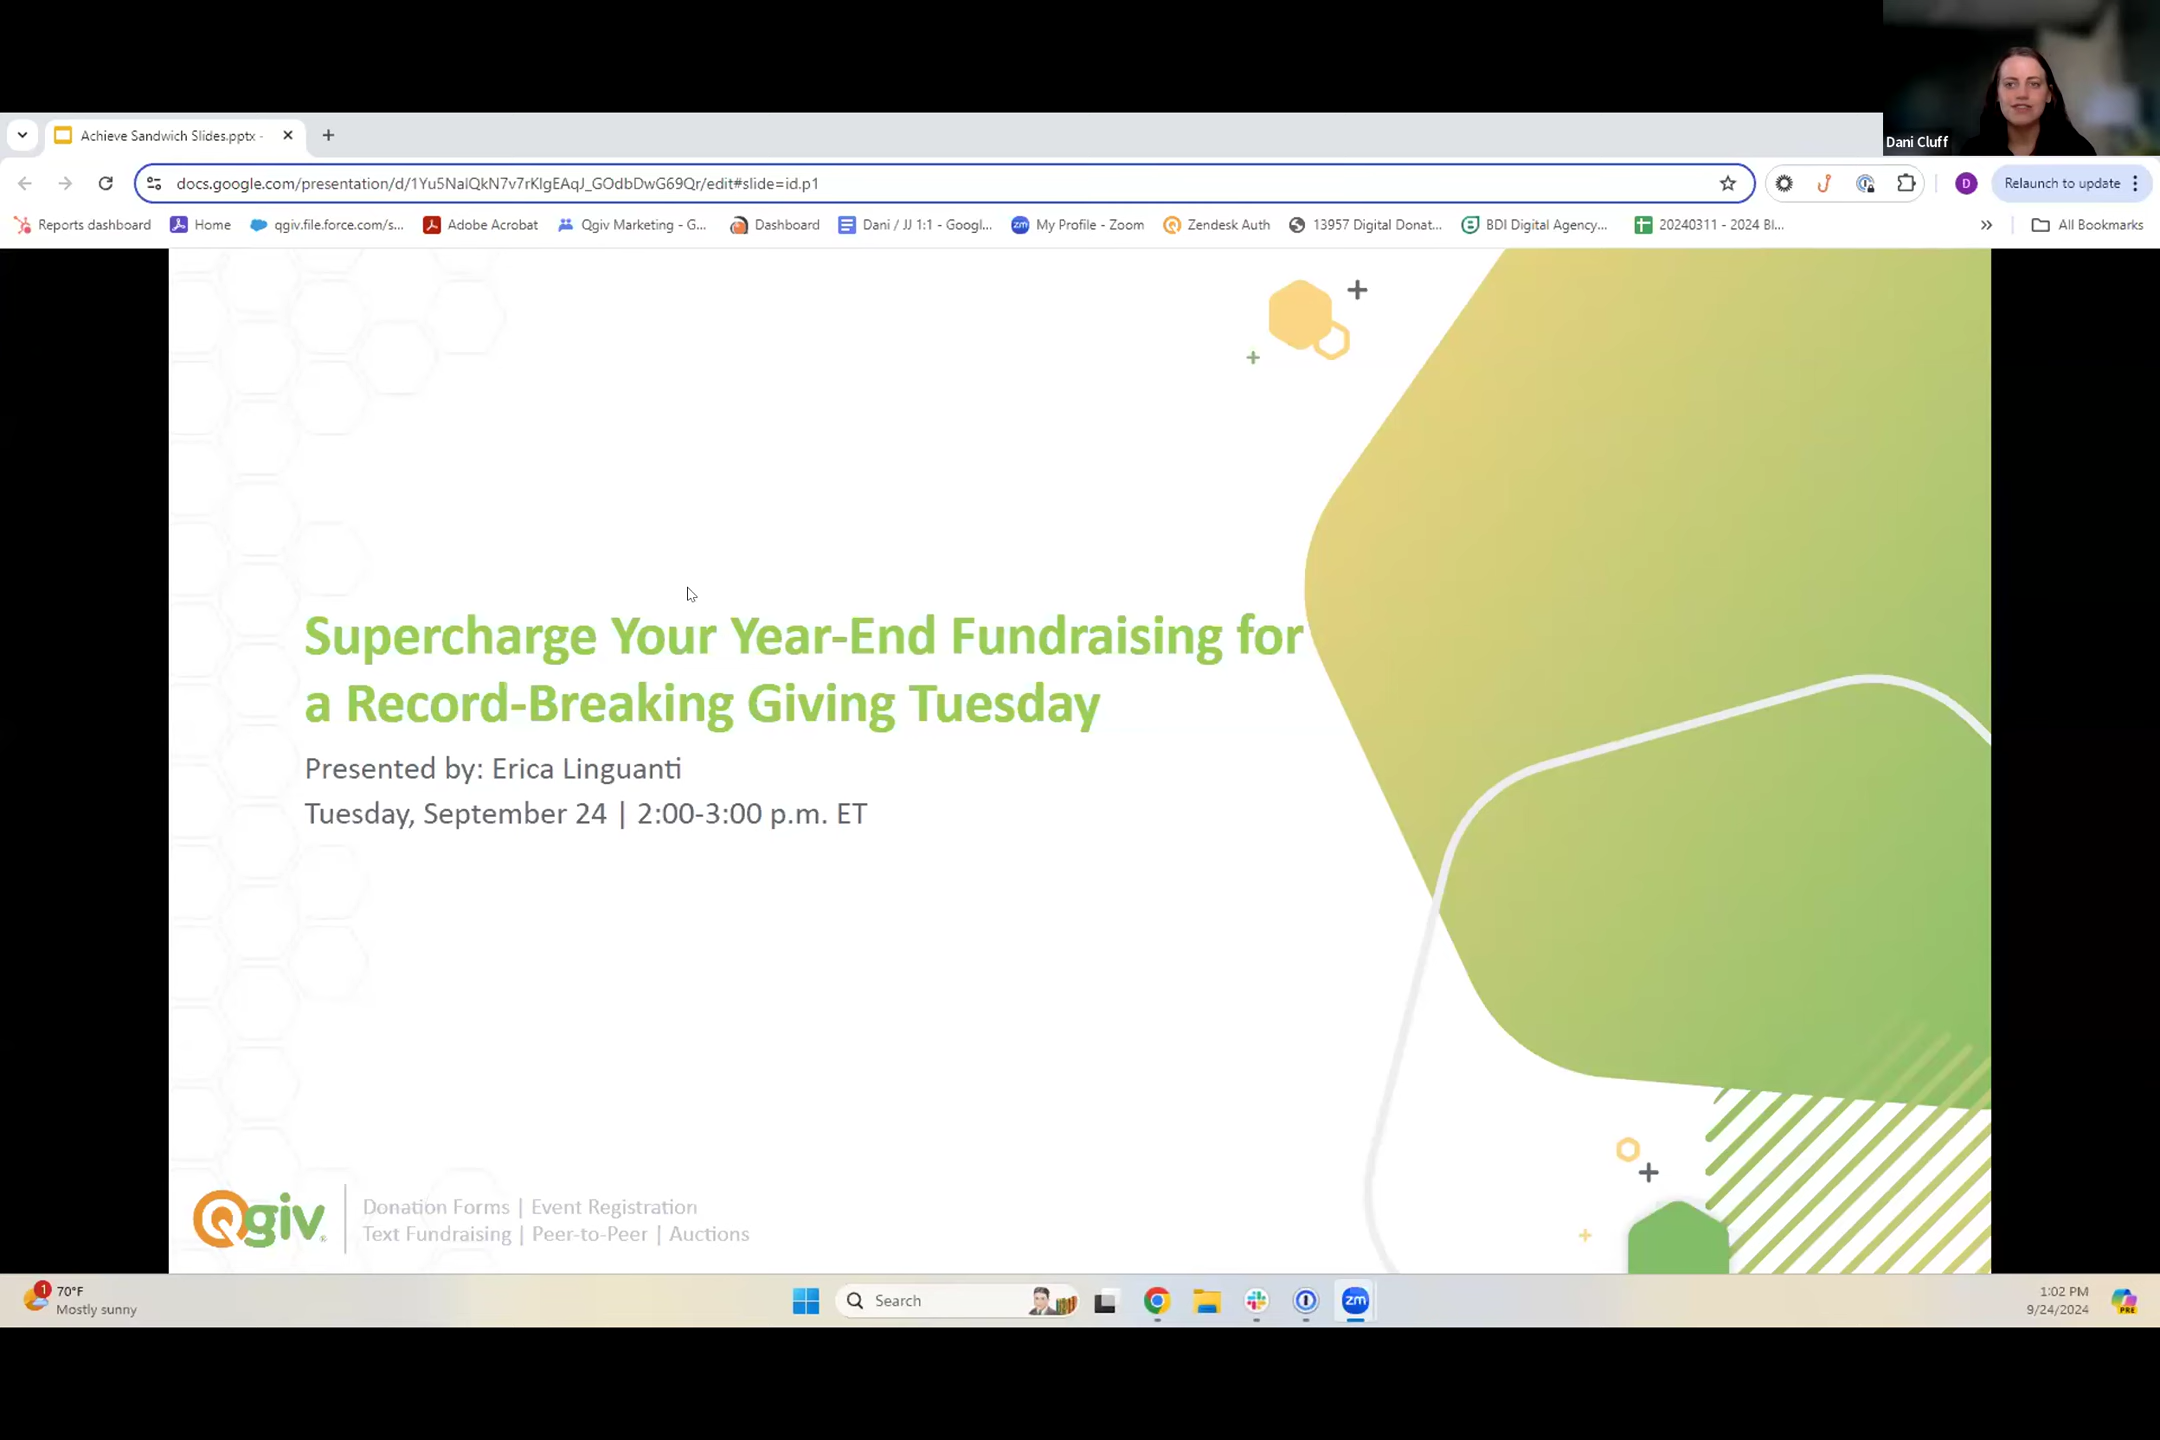 Dani Cluff
Achieve Sandwich Slides.pptx -
docs.google.com/presentation/d/1Yu5NalQkN7v7rKlgEAqJ_GOdbDwG69Qr/edit#slide=id.p1
D
Relaunch to update
Reports dashboard
Home
qgiv.file.force.com/s...
Adobe Acrobat
Qgiv Marketing - G...
Dashboard
Dani / JJ 1:1 - Googl...
My Profile - Zoom
Zendesk Auth
13957 Digital Donat...
BDI Digital Agency...
20240311 - 2024 Bl...
All Bookmarks
Supercharge Your Year-End Fundraising for
a Record-Breaking Giving Tuesday
Presented by: Erica Linguanti
Tuesday, September 24 | 2:00-3:00 p.m. ET
Qgiv
Donation Forms | Event Registration
Text Fundraising | Peer-to-Peer | Auctions
1
70°F
Mostly sunny
Search
zm
1:02 PM
9/24/2024
PRE